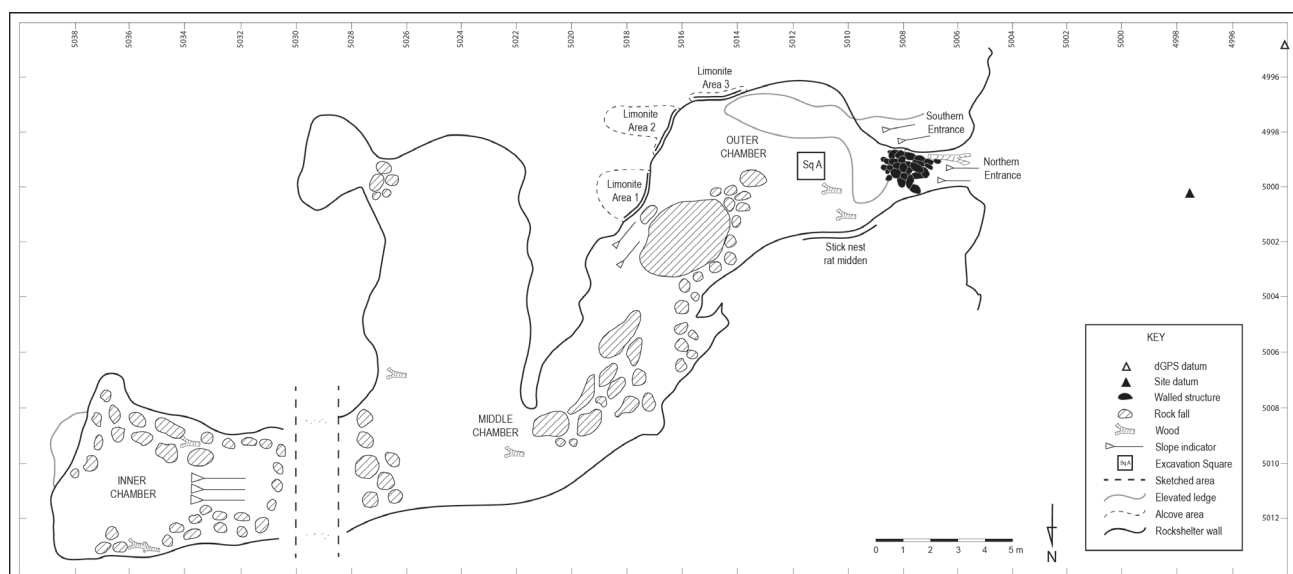 5038
5036
5034
5032
5030
5028
5026
5024
5022
5020
5018
5016
5014
5012
5010
5008
5006
5004
5002
5000
4998
4996
4996
4998
5000
5002
5004
5006
5008
5010
5012
Limonite
Area 3
Limonite
Area 2
Limonite
Area 1
OUTER
CHAMBER
Sq A
Southern
Entrance
Northern
Entrance
Stick nest
rat midden
MIDDLE
CHAMBER
INNER
CHAMBER
KEY
dGPS datum
Site datum
Walled structure
Rock fall
Wood
Slope indicator
Sq A
Excavation Square
Sketched area
Elevated ledge
Alcove area
Rockshelter wall
0 1 2 3 4 5 m
N